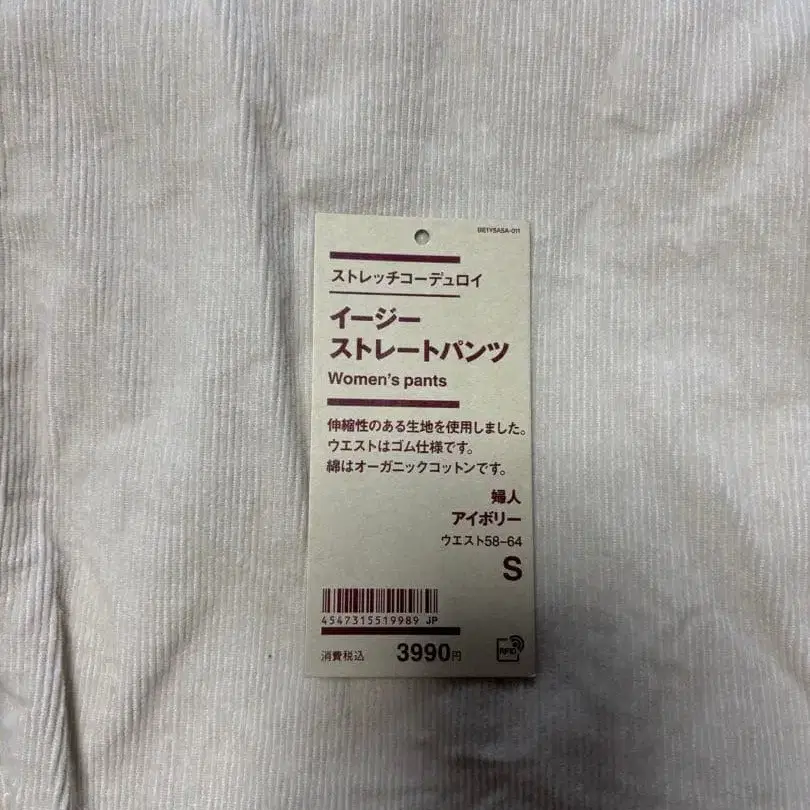 ストレッチコーデュロイ
イージー
ストレートパンツ
Women's pants
伸縮性のある生地を使用しました。
ウエストはゴム仕様です。
綿はオーガニックコットンです。
婦人
アイボリー
ウエスト58-64
S
4547315519989 JP
消費税込 3990円
RFID